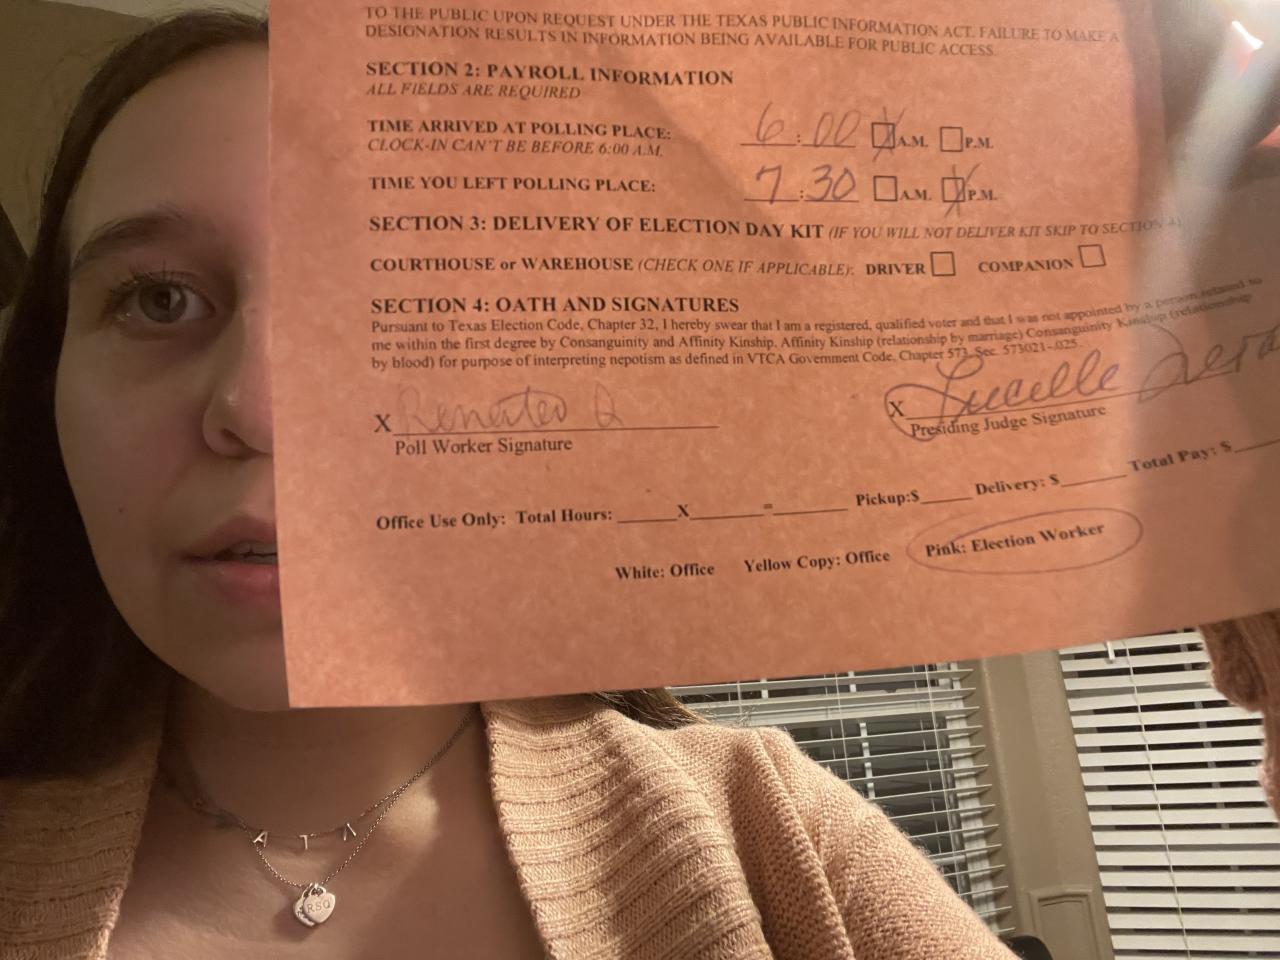 TO THE PUBLIC UPON REQUEST UNDER THE TEXAS PUBLIC INFORMATION ACT. FAILURE TO MAKE A
DESIGNATION RESULTS IN INFORMATION BEING AVAILABLE FOR PUBLIC ACCESS.
SECTION 2: PAYROLL INFORMATION
ALL FIELDS ARE REQUIRED
TIME ARRIVED AT POLLING PLACE: 6:00 A.M. P.M.
CLOCK-IN CAN'T BE BEFORE 6:00 A.M.
TIME YOU LEFT POLLING PLACE: 7:30 A.M. P.M.
SECTION 3: DELIVERY OF ELECTION DAY KIT (IF YOU WILL NOT DELIVER KIT SKIP TO SECTION 4)
COURTHOUSE or WAREHOUSE (CHECK ONE IF APPLICABLE): DRIVER COMPANION
SECTION 4: OATH AND SIGNATURES
Pursuant to Texas Election Code, Chapter 32, I hereby swear that I am a registered, qualified voter and that I was not appointed by a person related to
me within the first degree by Consanguinity and Affinity Kinship. Affinity Kinship (relationship by marriage) Consanguinity Kinship (relationship
by blood) for purpose of interpreting nepotism as defined in VTCA Government Code, Chapter 573, Sec. 573021-.025.
X X Lucille
Poll Worker Signature Presiding Judge Signature
Office Use Only: Total Hours: X = Pickup:$ Delivery: $ Total Pay: $
White: Office Yellow Copy: Office Pink: Election Worker
A T
RSQ